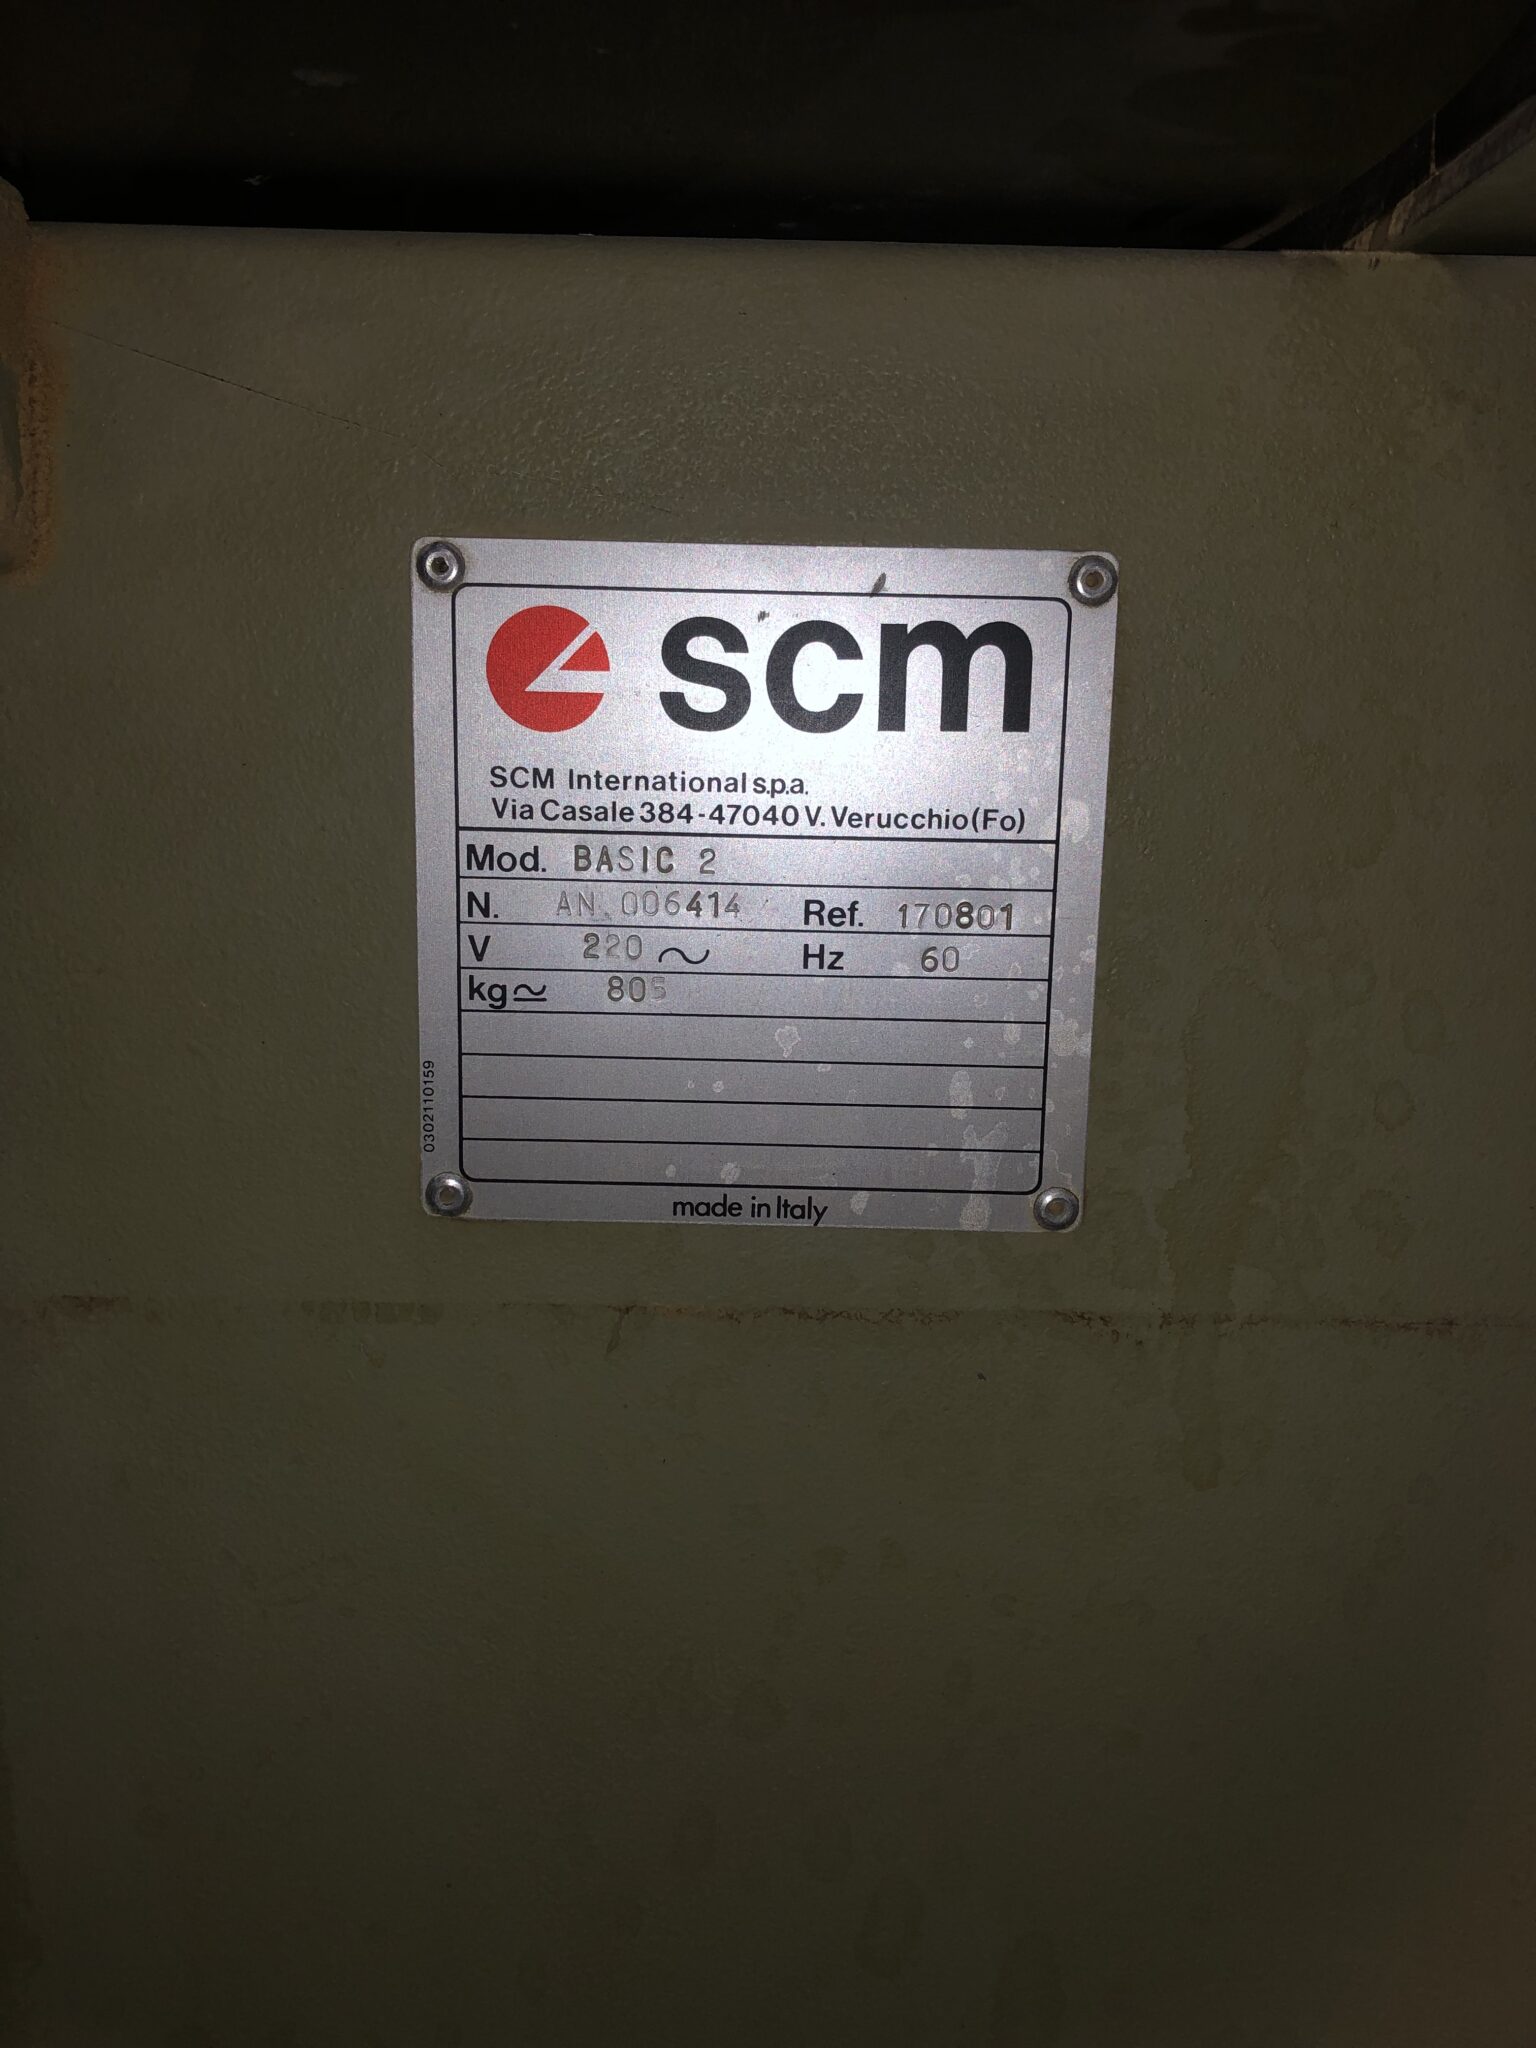 scm
SCM International s.p.a.
Via Casale 384-47040 V. Verucchio (Fo)
Mod. BASIC 2
N. AN.006414 Ref. 170801
V 220 ~ Hz 60
kg≃ 805
0302110159
made in Italy